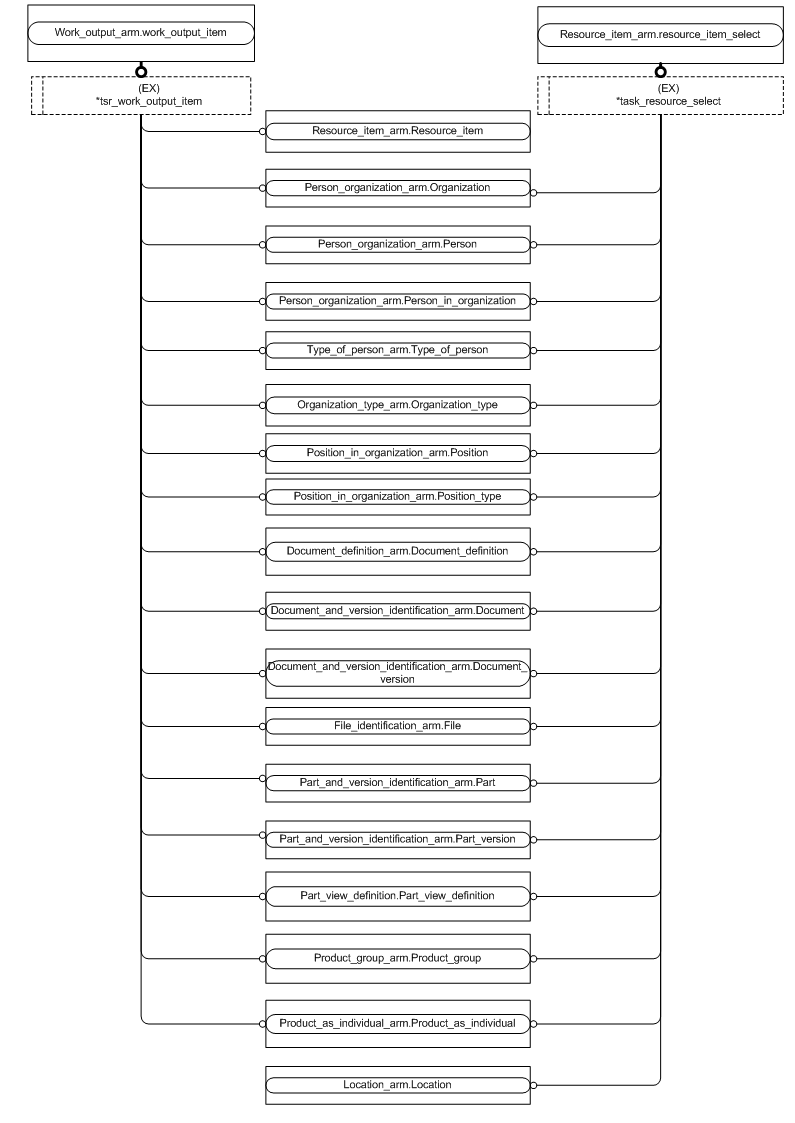 Work_output_arm.work_output_item
Resource_item_arm.resource_item_select
(EX)
*tsr_work_output_item
(EX)
*task_resource_select
Resource_item_arm.Resource_item
Person_organization_arm.Organization
Person_organization_arm.Person
Person_organization_arm.Person_in_organization
Type_of_person_arm.Type_of_person
Organization_type_arm.Organization_type
Position_in_organization_arm.Position
Position_in_organization_arm.Position_type
Document_definition_arm.Document_definition
Document_and_version_identification_arm.Document
Document_and_version_identification_arm.Document_
version
File_identification_arm.File
Part_and_version_identification_arm.Part
Part_and_version_identification_arm.Part_version
Part_view_definition.Part_view_definition
Product_group_arm.Product_group
Product_as_individual_arm.Product_as_individual
Location_arm.Location